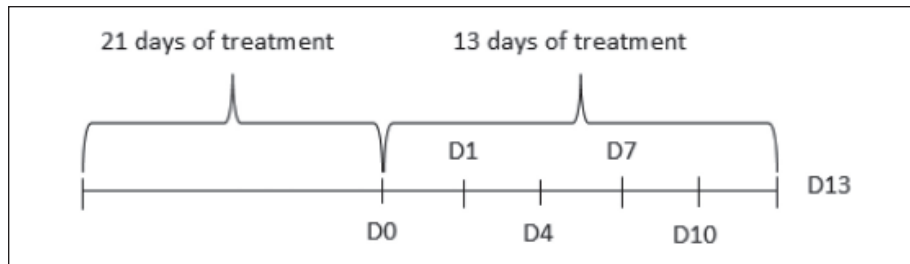 21 days of treatment
13 days of treatment
D1
D7
D13
D0
D4
D10